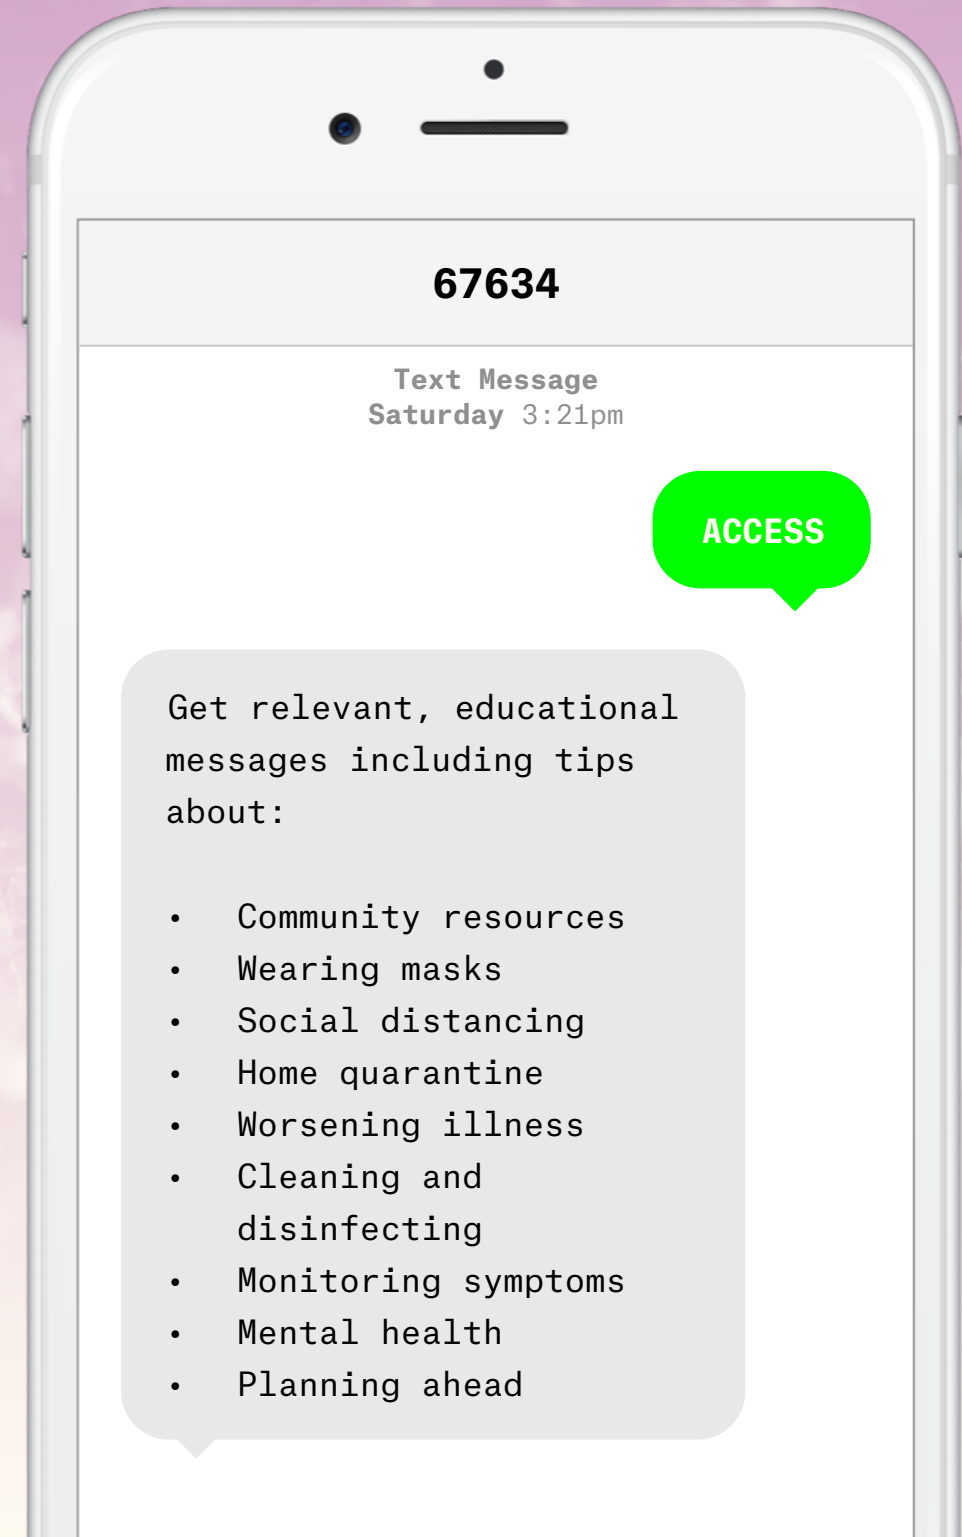 67634
Text Message
Saturday 3:21pm
ACCESS
Get relevant, educational
messages including tips
about:
• Community resources
• Wearing masks
• Social distancing
• Home quarantine
• Worsening illness
• Cleaning and
disinfecting
• Monitoring symptoms
• Mental health
• Planning ahead